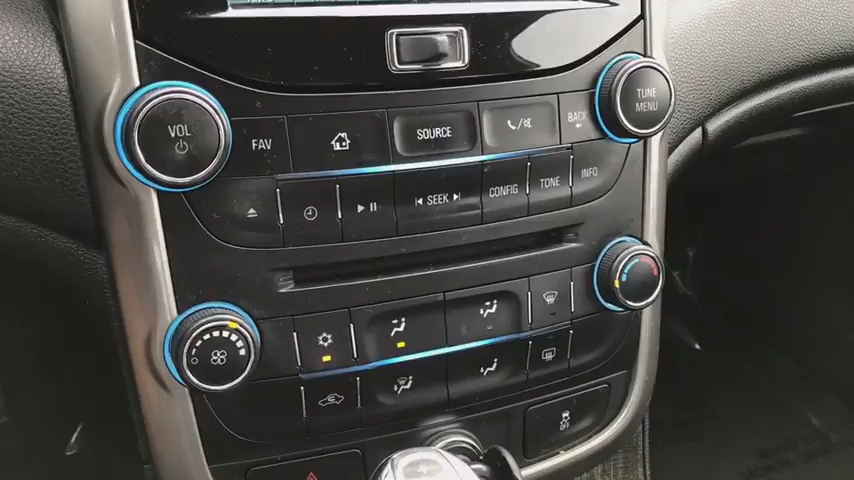 VOL
FAV
SOURCE
BACK
TUNE
MENU
SEEK
CONFIG
TONE
INFO
OFF